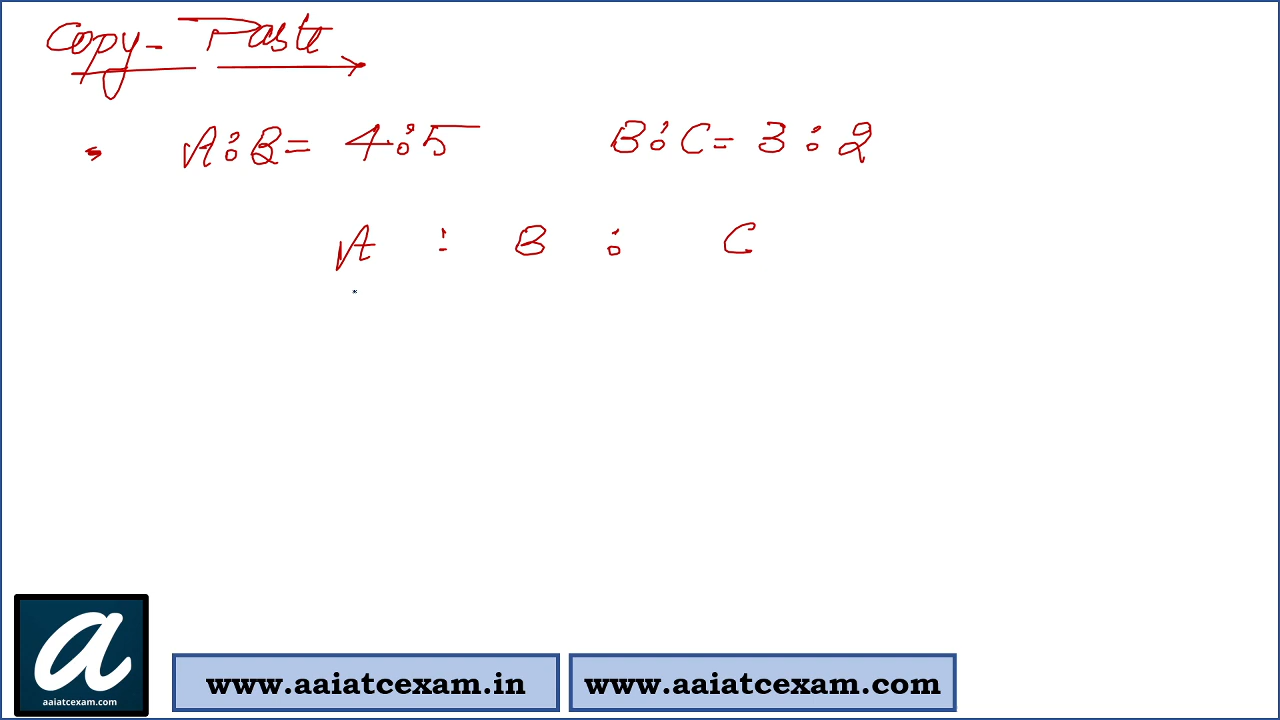 Copy- Paste
A:B= 4:5 B:C= 3:2
A : B : C
a
aaiatcexam.com
www.aaiatcexam.in www.aaiatcexam.com